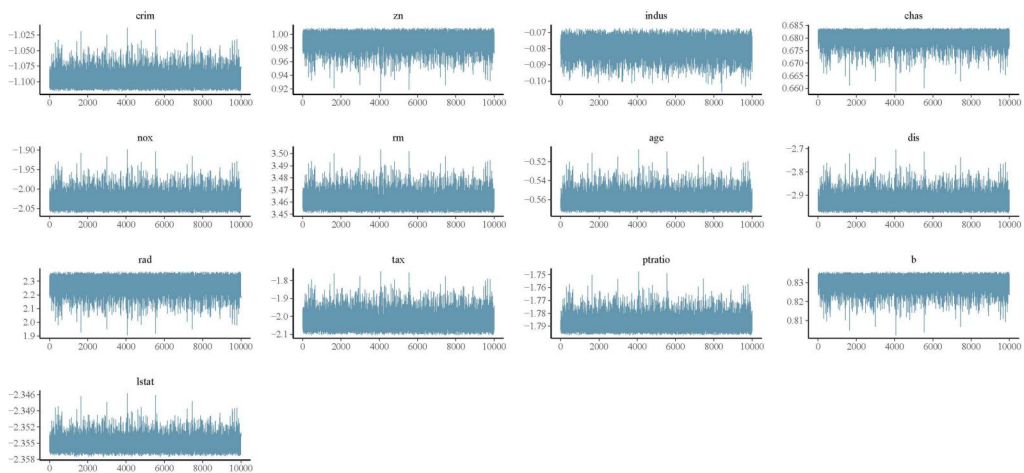 crim
−1.025
−1.050
−1.075
−1.100
0 2000 4000 6000 8000 10000
zn
1.00
0.98
0.96
0.94
0.92
0 2000 4000 6000 8000 10000
indus
−0.07
−0.08
−0.09
−0.10
0 2000 4000 6000 8000 10000
chas
0.685
0.680
0.675
0.670
0.665
0.660
0 2000 4000 6000 8000 10000
nox
−1.90
−1.95
−2.00
−2.05
0 2000 4000 6000 8000 10000
rm
3.50
3.49
3.48
3.47
3.46
3.45
0 2000 4000 6000 8000 10000
age
−0.52
−0.54
−0.56
0 2000 4000 6000 8000 10000
dis
−2.7
−2.8
−2.9
0 2000 4000 6000 8000 10000
rad
2.3
2.2
2.1
2.0
1.9
0 2000 4000 6000 8000 10000
tax
−1.8
−1.9
−2.0
−2.1
0 2000 4000 6000 8000 10000
ptratio
−1.75
−1.76
−1.77
−1.78
−1.79
0 2000 4000 6000 8000 10000
b
0.83
0.82
0.81
0 2000 4000 6000 8000 10000
lstat
−2.346
−2.349
−2.352
−2.355
−2.358
0 2000 4000 6000 8000 10000